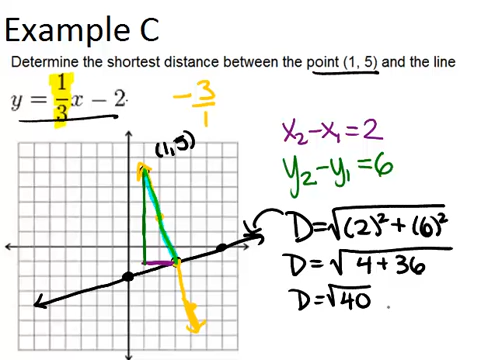 Example C
Determine the shortest distance between the point (1, 5) and the line
y = 1/3 x − 2
−3/1
(1,5)
x₂−x₁=2
y₂−y₁=6
D=√(2)²+(6)²
D=√4+36
D=√40